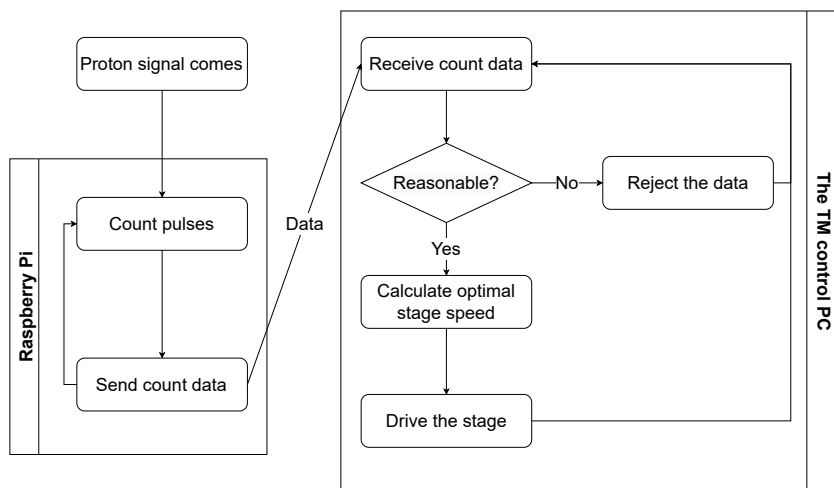 Proton signal comes
Raspberry Pi
Count pulses
Send count data
Data
The TM control PC
Receive count data
Reasonable?
No
Reject the data
Yes
Calculate optimal
stage speed
Drive the stage